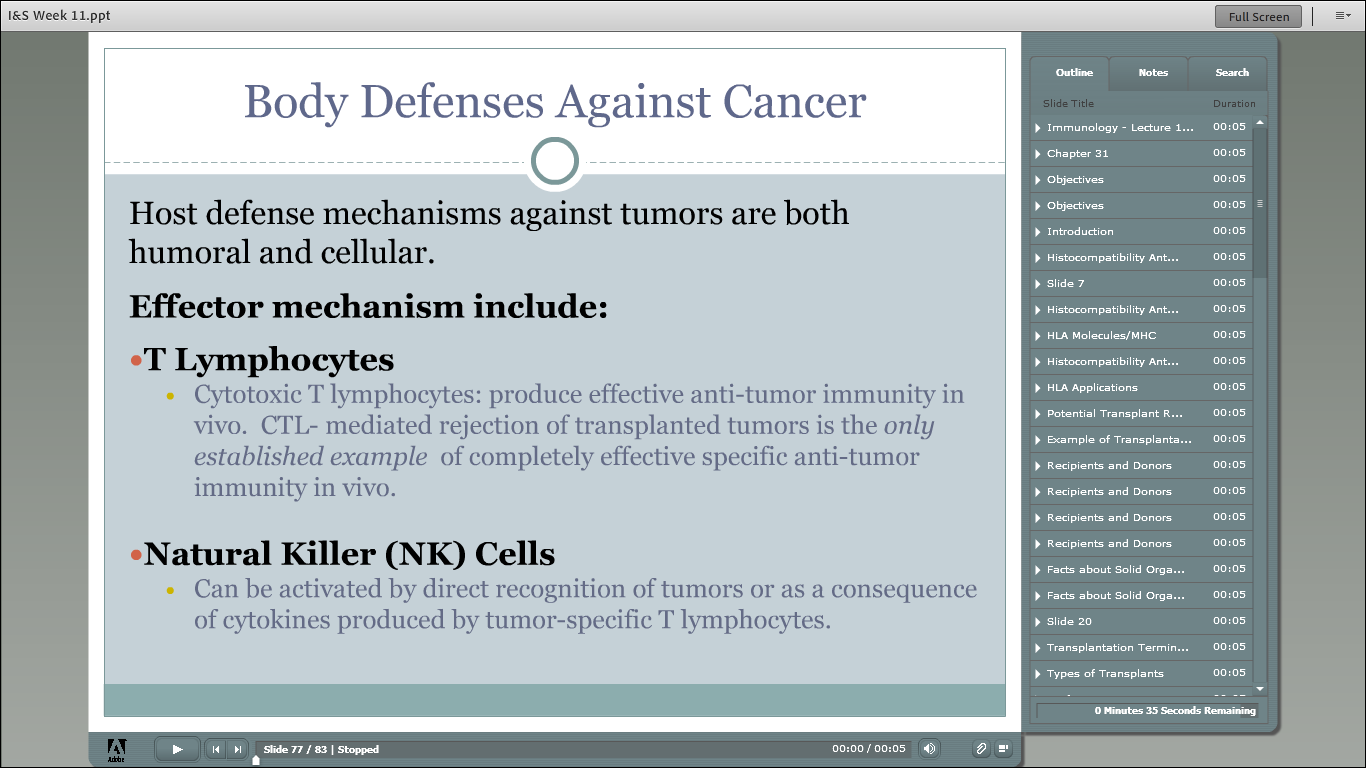 I&S Week 11.ppt
Full Screen
Body Defenses Against Cancer
Host defense mechanisms against tumors are both
humoral and cellular.
Effector mechanism include:
•T Lymphocytes
• Cytotoxic T lymphocytes: produce effective anti-tumor immunity in
vivo. CTL- mediated rejection of transplanted tumors is the only
established example of completely effective specific anti-tumor
immunity in vivo.
•Natural Killer (NK) Cells
• Can be activated by direct recognition of tumors or as a consequence
of cytokines produced by tumor-specific T lymphocytes.
Outline Notes Search
Slide Title Duration
Immunology - Lecture 1... 00:05
Chapter 31 00:05
Objectives 00:05
Objectives 00:05
Introduction 00:05
Histocompatibility Ant... 00:05
Slide 7 00:05
Histocompatibility Ant... 00:05
HLA Molecules/MHC 00:05
Histocompatibility Ant... 00:05
HLA Applications 00:05
Potential Transplant R... 00:05
Example of Transplanta... 00:05
Recipients and Donors 00:05
Recipients and Donors 00:05
Recipients and Donors 00:05
Recipients and Donors 00:05
Facts about Solid Orga... 00:05
Facts about Solid Orga... 00:05
Slide 20 00:05
Transplantation Termin... 00:05
Types of Transplants 00:05
0 Minutes 35 Seconds Remaining
Adobe
Slide 77 / 83 | Stopped
00:00 / 00:05